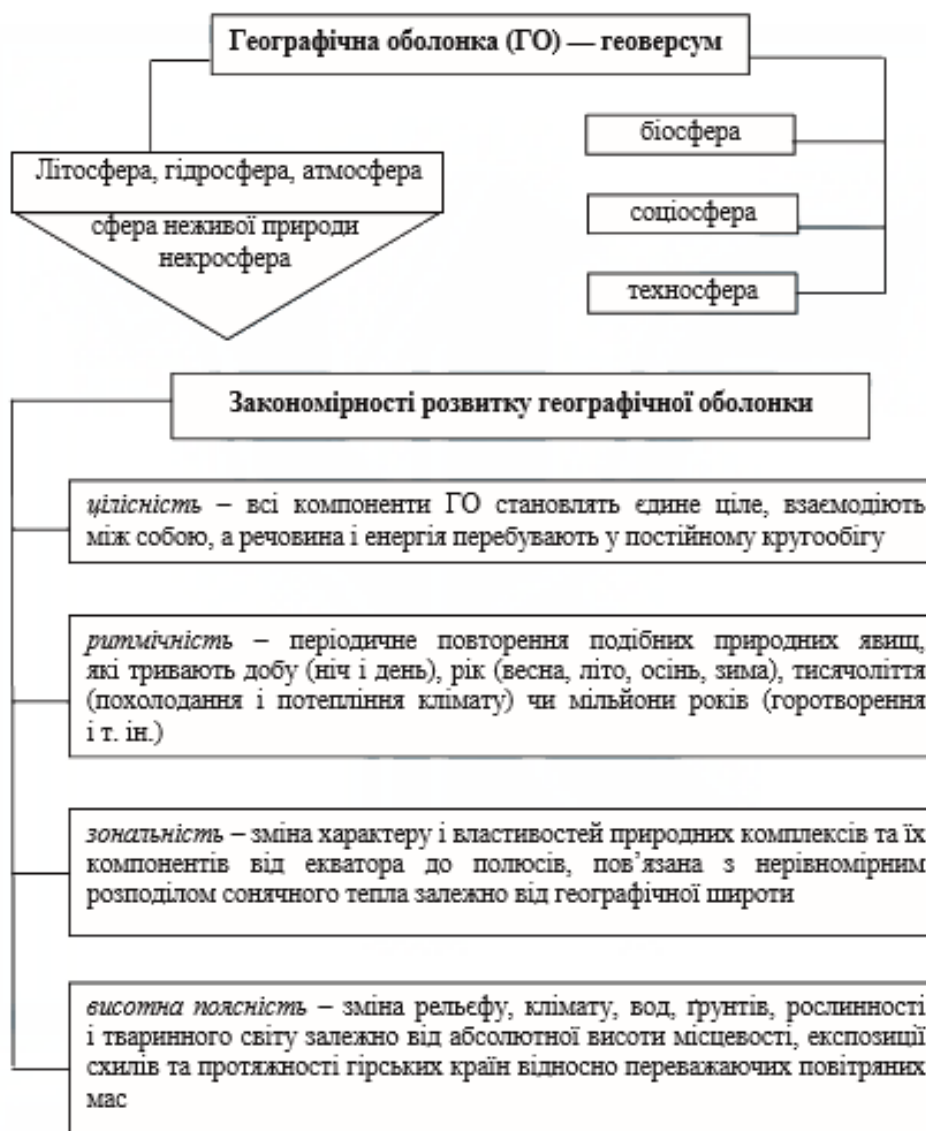 Географічна оболонка (ГО) — геоверсум
Літосфера, гідросфера, атмосфера
сфера неживої природи
некросфера
біосфера
соціосфера
техносфера
Закономірності розвитку географічної оболонки
цілісність – всі компоненти ГО становлять єдине ціле, взаємодіють
між собою, а речовина і енергія перебувають у постійному кругообігу
ритмічність – періодичне повторення подібних природних явищ,
які тривають добу (ніч і день), рік (весна, літо, осінь, зима), тисячоліття
(похолодання і потепління клімату) чи мільйони років (горотворення
і т. ін.)
зональність – зміна характеру і властивостей природних комплексів та їх
компонентів від екватора до полюсів, пов’язана з нерівномірним
розподілом сонячного тепла залежно від географічної широти
висотна поясність – зміна рельєфу, клімату, вод, ґрунтів, рослинності
і тваринного світу залежно від абсолютної висоти місцевості, експозиції
схилів та протяжності гірських країн відносно переважаючих повітряних
мас